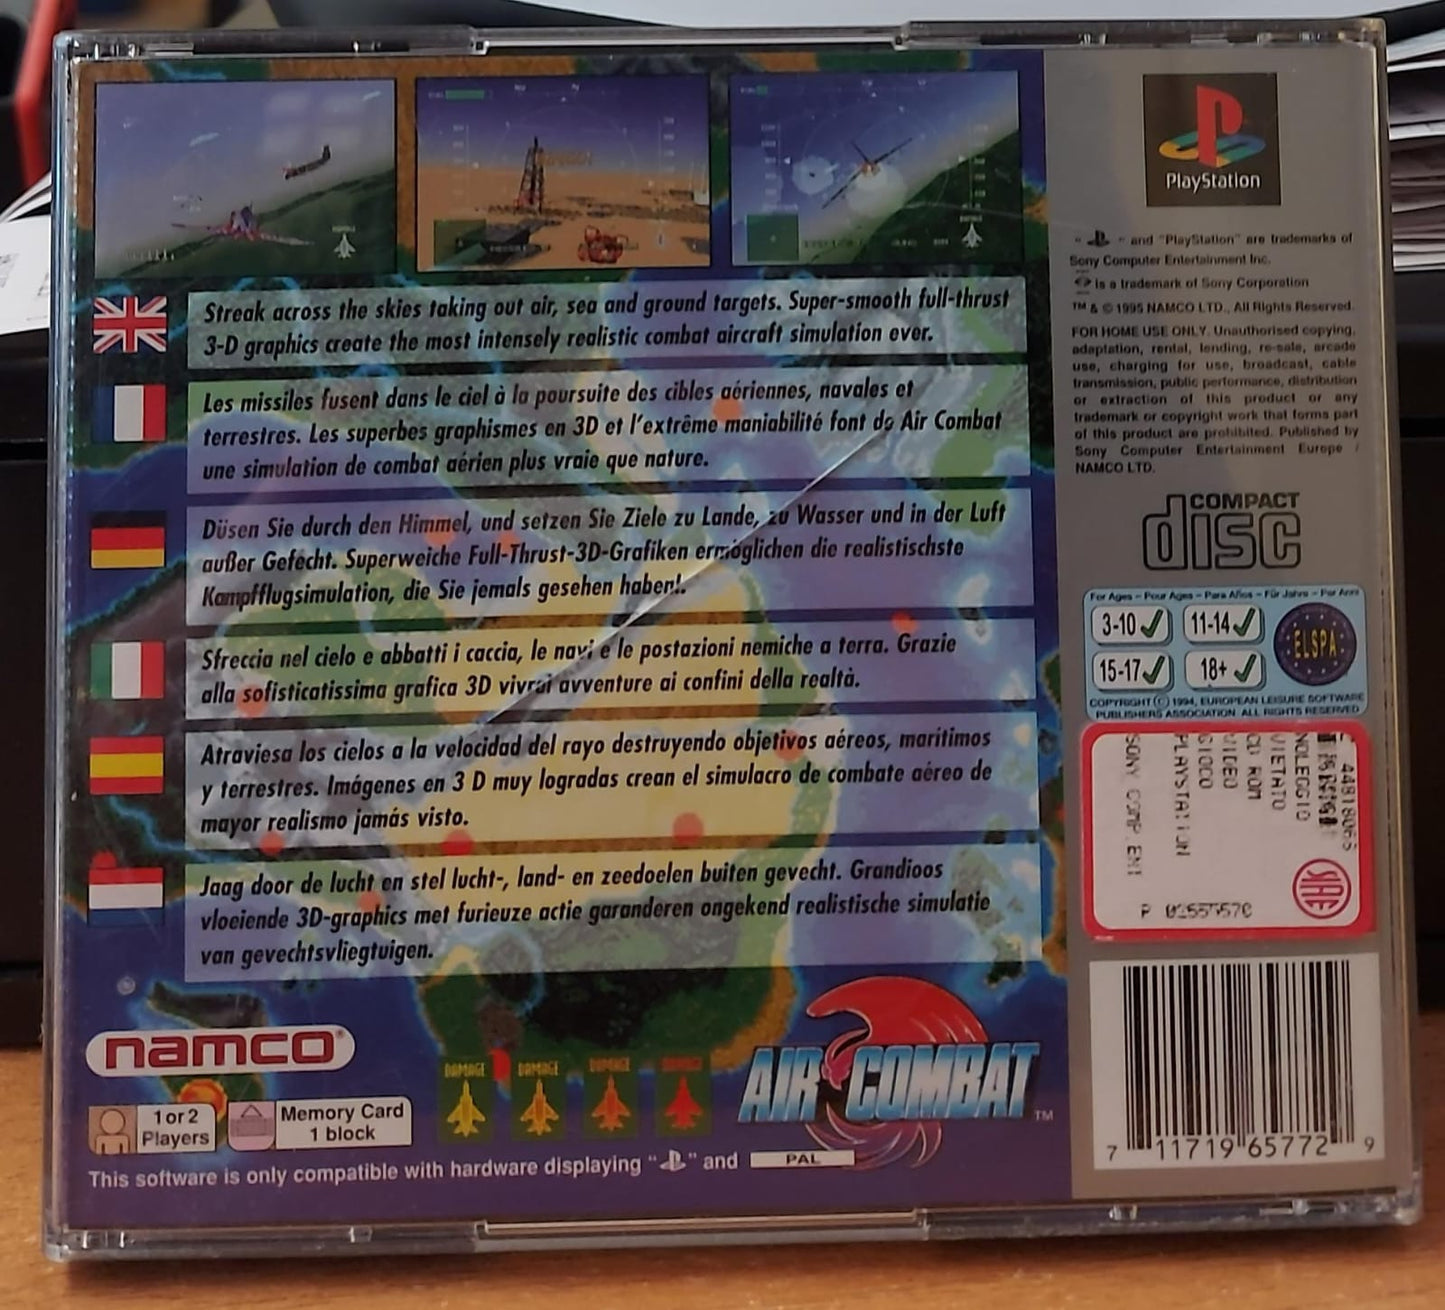 Streak across the skies taking out air, sea and ground targets. Super-smooth full-thrust
3-D graphics create the most intensely realistic combat aircraft simulation ever.
Les missiles fusent dans le ciel à la poursuite des cibles aériennes, navales et
terrestres. Les superbes graphismes en 3D et l'extrême maniabilité font de Air Combat
une simulation de combat aérien plus vraie que nature.
Düsen Sie durch den Himmel, und setzen Sie Ziele zu Lande, zu Wasser und in der Luft
außer Gefecht. Superweiche Full-Thrust-3D-Grafiken ermöglichen die realistischste
Kampfflugsimulation, die Sie jemals gesehen haben!.
Sfreccia nel cielo e abbatti i caccia, le navi e le postazioni nemiche a terra. Grazie
alla sofisticatissima grafica 3D vivrai avventure ai confini della realtà.
Atraviesa los cielos a la velocidad del rayo destruyendo objetivos aéreos, marítimos
y terrestres. Imágenes en 3 D muy logradas crean el simulacro de combate aéreo de
mayor realismo jamás visto.
Jaag door de lucht en stel lucht-, land- en zeedoelen buiten gevecht. Grandioos
vloeiende 3D-graphics met furieuze actie garanderen ongekend realistische simulatie
van gevechtsvliegtuigen.
namco®
1 or 2
Players
Memory Card
1 block
DAMAGE DAMAGE DAMAGE DAMAGE
AIR COMBAT™
This software is only compatible with hardware displaying " " and PAL
PlayStation
" " and "PlayStation" are trademarks of
Sony Computer Entertainment Inc.
is a trademark of Sony Corporation
™ & © 1995 NAMCO LTD., All Rights Reserved.
FOR HOME USE ONLY. Unauthorised copying,
adaptation, rental, lending, re-sale, arcade
use, charging for use, broadcast, cable
transmission, public performance, distribution
or extraction of this product or any
trademark or copyright work that forms part
of this product are prohibited. Published by
Sony Computer Entertainment Europe /
NAMCO LTD.
COMPACT
disc
For Ages - Pour Ages - Para Años - Für Jahre - Per Anni
3-10 11-14
15-17 18+
ELSPA
COPYRIGHT © 1994, EUROPEAN LEISURE SOFTWARE
PUBLISHERS ASSOCIATION. ALL RIGHTS RESERVED
NOLEGGIO
VIETATO
CD ROM
VIDEO
GIOCO
PLAYSTATION
SONY COMP.ENT
SIAE
7 11719 65772 9